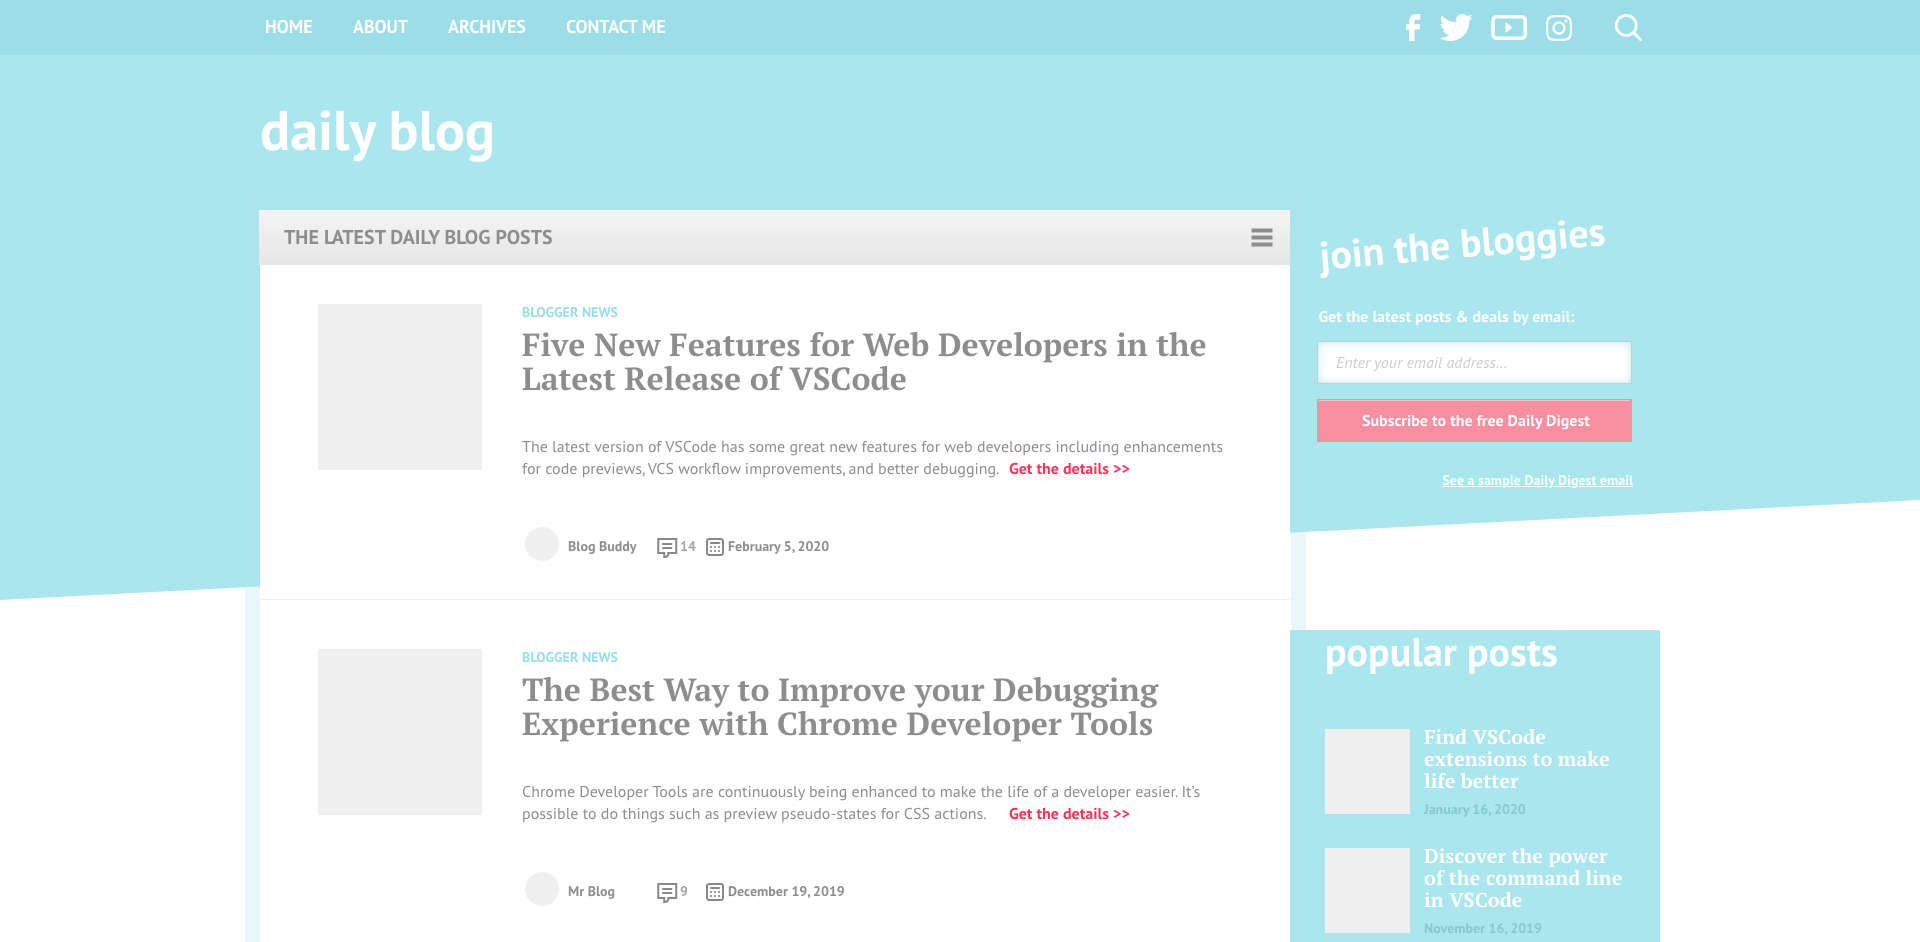 HOME ABOUT ARCHIVES CONTACT ME
daily blog
THE LATEST DAILY BLOG POSTS
BLOGGER NEWS
Five New Features for Web Developers in the
Latest Release of VSCode
The latest version of VSCode has some great new features for web developers including enhancements
for code previews, VCS workflow improvements, and better debugging. Get the details >>
Blog Buddy 14 February 5, 2020
BLOGGER NEWS
The Best Way to Improve your Debugging
Experience with Chrome Developer Tools
Chrome Developer Tools are continuously being enhanced to make the life of a developer easier. It's
possible to do things such as preview pseudo-states for CSS actions. Get the details >>
Mr Blog 9 December 19, 2019
join the bloggies
Get the latest posts & deals by email:
Enter your email address...
Subscribe to the free Daily Digest
See a sample Daily Digest email
popular posts
Find VSCode
extensions to make
life better
January 16, 2020
Discover the power
of the command line
in VSCode
November 16, 2019